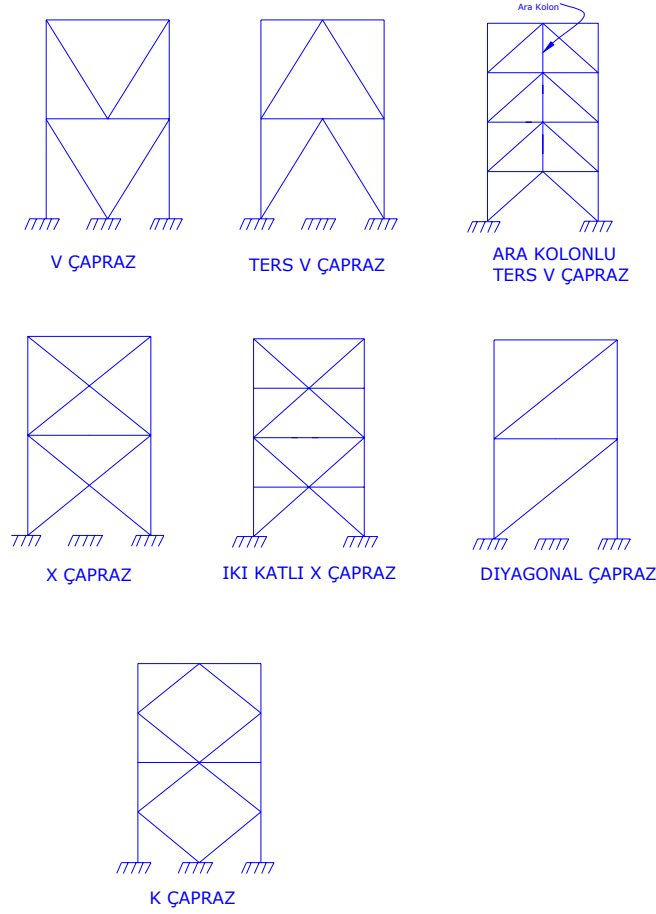 Ara Kolon
V ÇAPRAZ
TERS V ÇAPRAZ
ARA KOLONLU
TERS V ÇAPRAZ
X ÇAPRAZ
IKI KATLI X ÇAPRAZ
DIYAGONAL ÇAPRAZ
K ÇAPRAZ